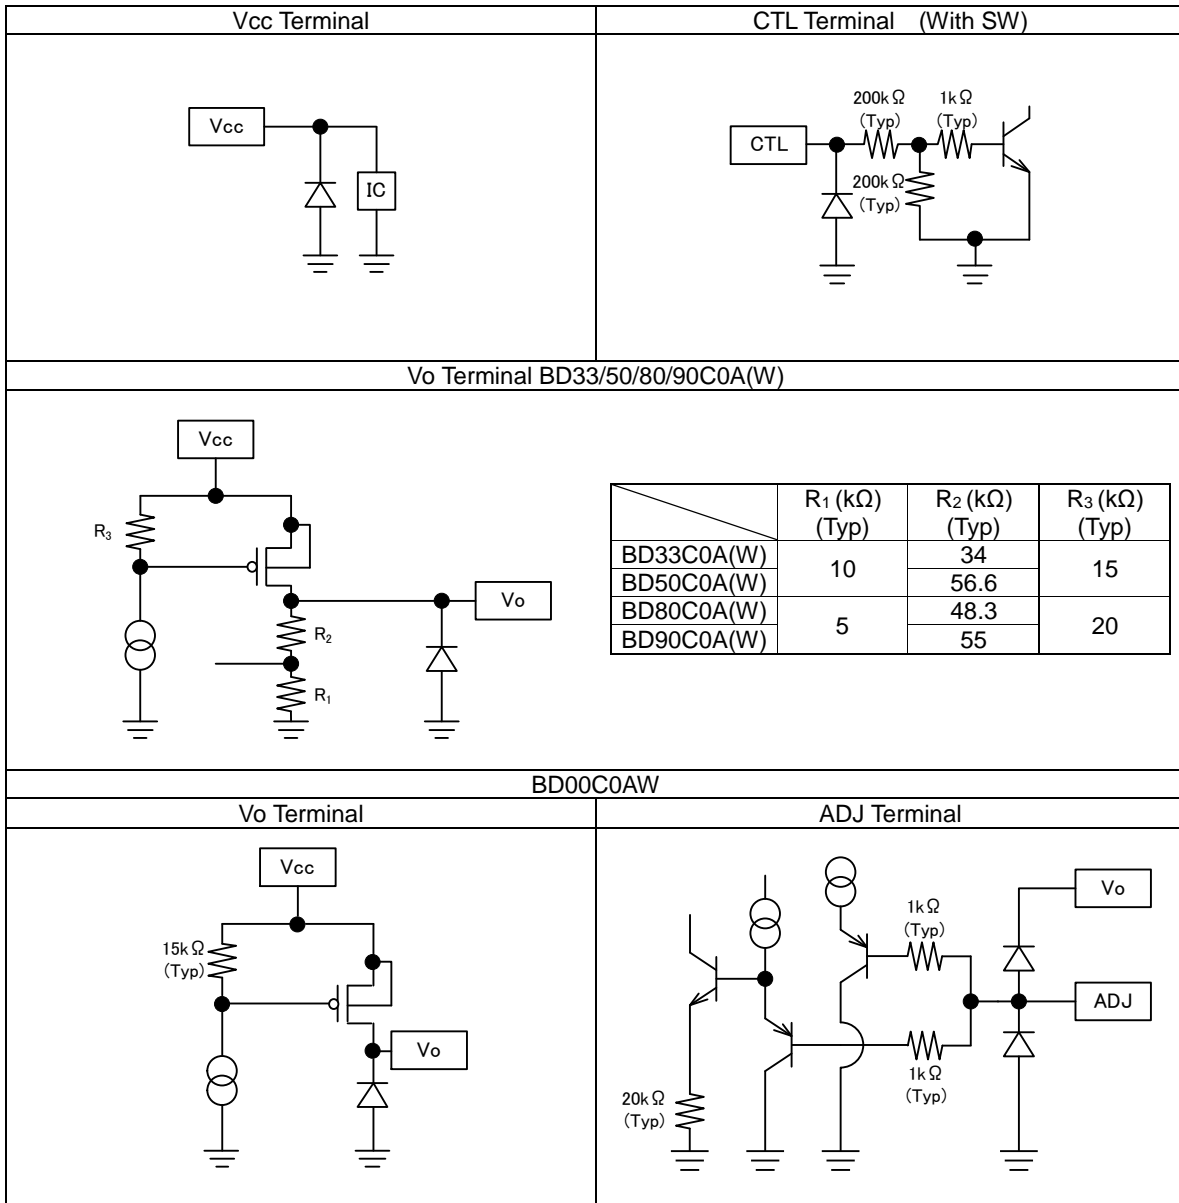 Vcc Terminal
CTL Terminal (With SW)
Vcc
IC
CTL
200kΩ
(Typ)
1kΩ
(Typ)
200kΩ
(Typ)
Vo Terminal BD33/50/80/90C0A(W)
Vcc
R3
R2
R1
Vo
R1 (kΩ)
(Typ)
R2 (kΩ)
(Typ)
R3 (kΩ)
(Typ)
BD33C0A(W)
10
34
15
BD50C0A(W)
56.6
BD80C0A(W)
5
48.3
20
BD90C0A(W)
55
BD00C0AW
Vo Terminal
ADJ Terminal
Vcc
15kΩ
(Typ)
Vo
Vo
1kΩ
(Typ)
ADJ
1kΩ
(Typ)
20kΩ
(Typ)